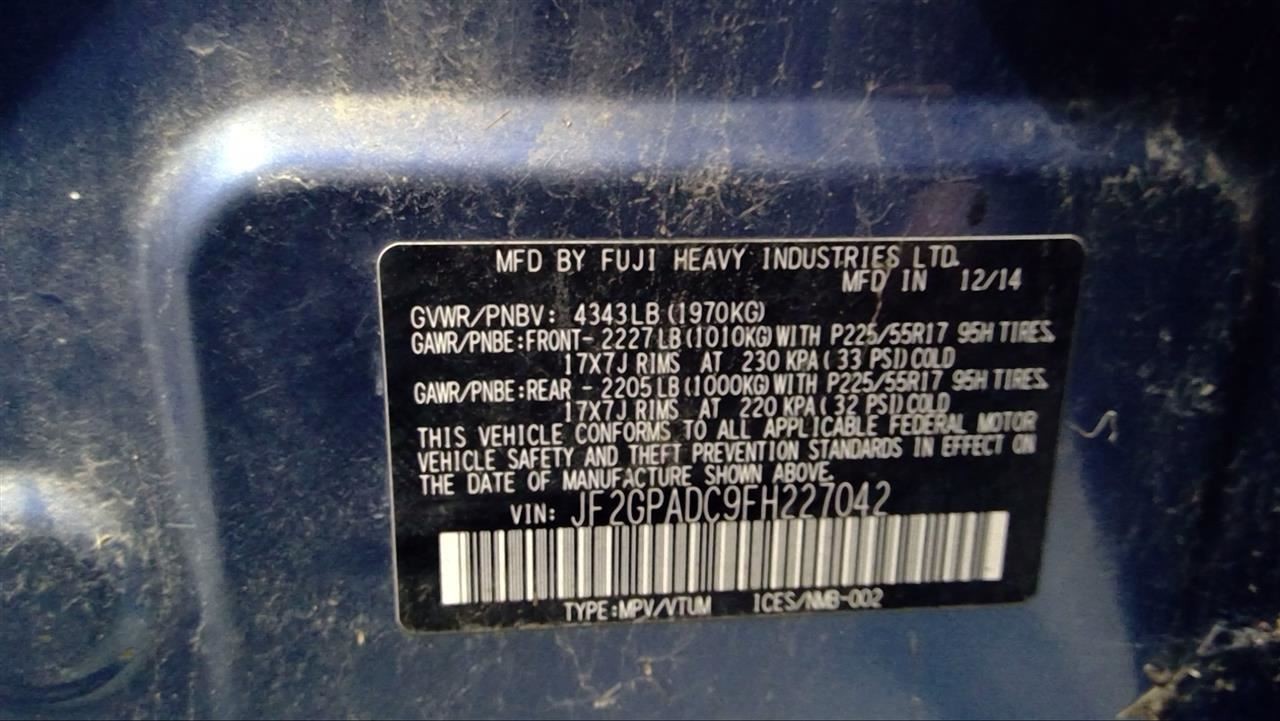 MFD BY FUJI HEAVY INDUSTRIES LTD.
MFD IN 12/14
GVWR/PNBV: 4343LB (1970KG)
GAWR/PNBE:FRONT- 2227LB(1010KG)WITH P225/55R17 95H TIRES.
17X7J RIMS AT 230 KPA( 33 PSI)COLD
GAWR/PNBE:REAR - 2205LB(1000KG)WITH P225/55R17 95H TIRES.
17X7J RIMS AT 220 KPA( 32 PSI)COLD
THIS VEHICLE CONFORMS TO ALL APPLICABLE FEDERAL MOTOR
VEHICLE SAFETY AND THEFT PREVENTION STANDARDS IN EFFECT ON
THE DATE OF MANUFACTURE SHOWN ABOVE.
VIN: JF2GPADC9FH227042
TYPE:MPV/VTUM ICES/NMB-002